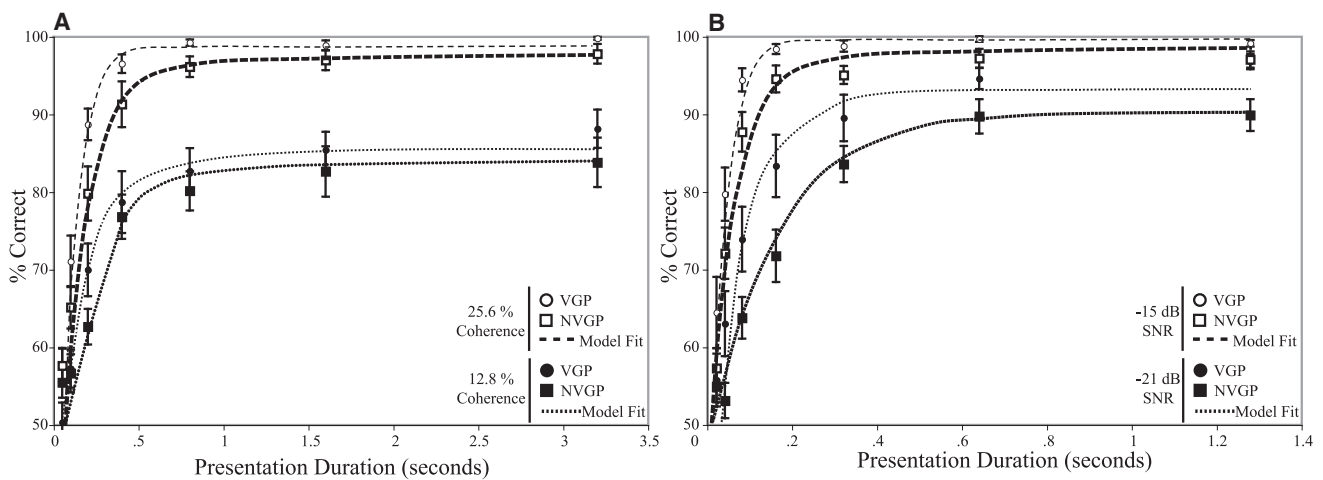 A
100
90
80
70
60
50
% Correct
0 .5 1 1.5 2 2.5 3 3.5
Presentation Duration (seconds)
25.6 %
Coherence
VGP
NVGP
Model Fit
12.8 %
Coherence
VGP
NVGP
Model Fit
B
100
90
80
70
60
50
% Correct
0 .2 .4 .6 .8 1 1.2 1.4
Presentation Duration (seconds)
-15 dB
SNR
VGP
NVGP
Model Fit
-21 dB
SNR
VGP
NVGP
Model Fit